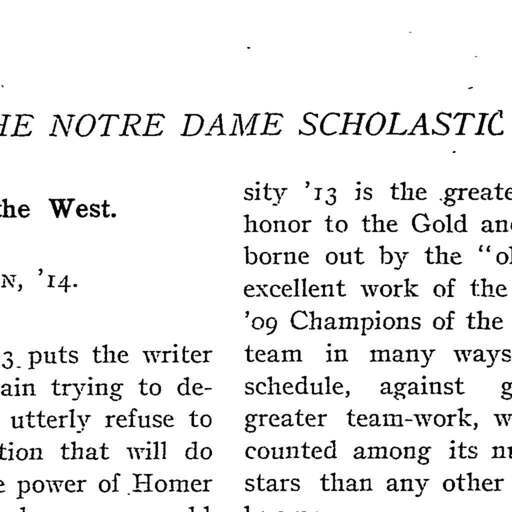 HE NOTRE DAME SCHOLASTIC
the West.
N, '14.
3 puts the writer
ain trying to de-
utterly refuse to
tion that will do
e power of Homer
sity '13 is the greate
honor to the Gold and
borne out by the "ol
excellent work of the
'09 Champions of the
team in many ways
schedule, against g
greater team-work, w
counted among its nu
stars than any other